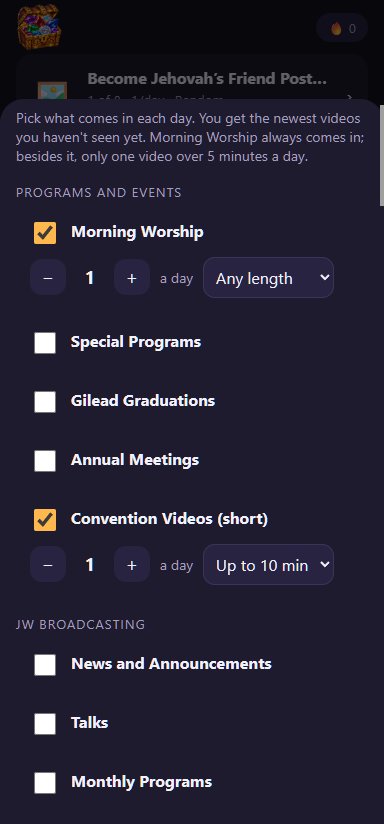 0
Become Jehovah's Friend Post...
Pick what comes in each day. You get the newest videos
you haven't seen yet. Morning Worship always comes in;
besides it, only one video over 5 minutes a day.
PROGRAMS AND EVENTS
Morning Worship
− 1 + a day Any length
Special Programs
Gilead Graduations
Annual Meetings
Convention Videos (short)
− 1 + a day Up to 10 min
JW BROADCASTING
News and Announcements
Talks
Monthly Programs